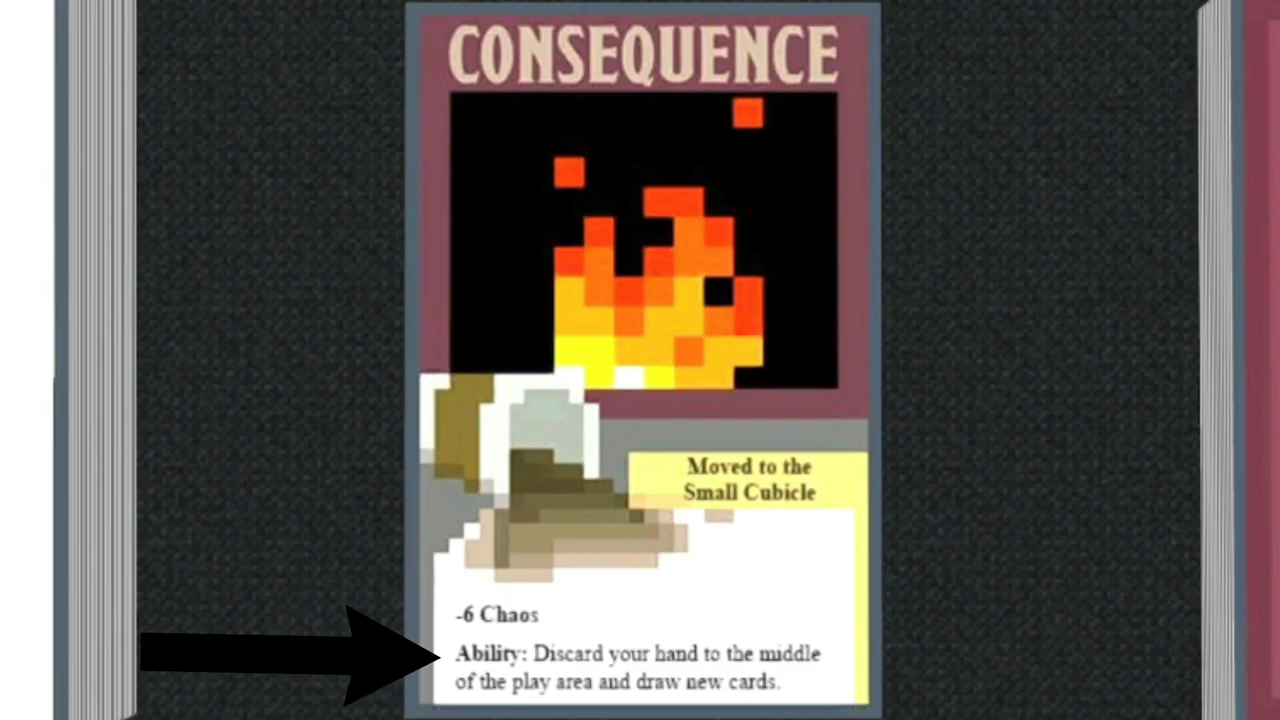 CONSEQUENCE
Moved to the
Small Cubicle
-6 Chaos
Ability: Discard your hand to the middle
of the play area and draw new cards.